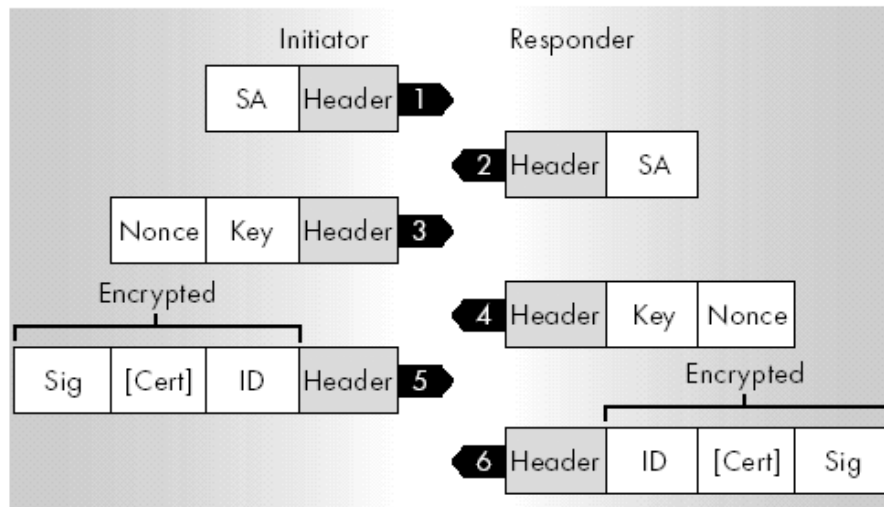 Initiator Responder
SA Header 1
2 Header SA
Nonce Key Header 3
Encrypted
4 Header Key Nonce
Sig [Cert] ID Header 5
Encrypted
6 Header ID [Cert] Sig